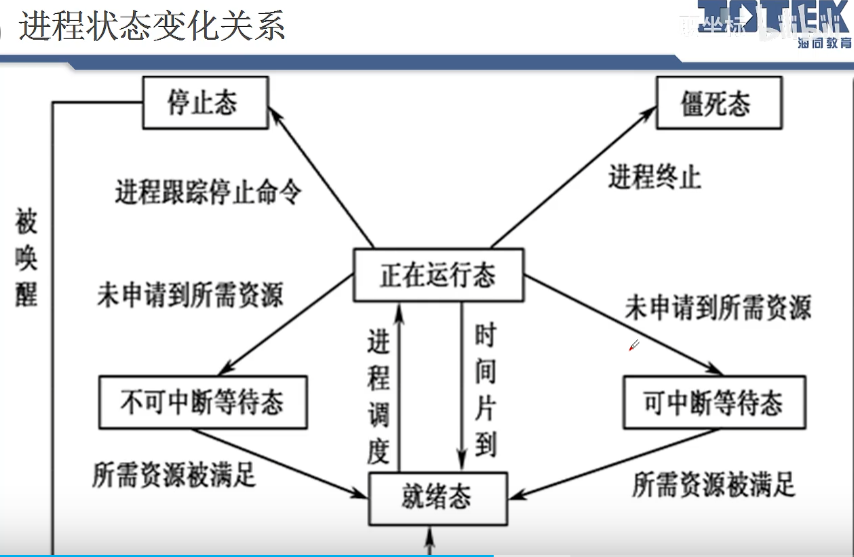 进程状态变化关系
TOTEK
海同教育
bilibili
停止态
僵死态
进程跟踪停止命令
进程终止
被唤醒
正在运行态
未申请到所需资源
未申请到所需资源
进程调度
时间片到
不可中断等待态
可中断等待态
所需资源被满足
就绪态
所需资源被满足